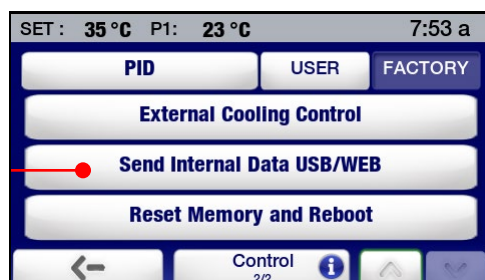 SET : 35 °C P1: 23 °C 7:53 a
PID USER FACTORY
External Cooling Control
Send Internal Data USB/WEB
Reset Memory and Reboot
Control i
2/2